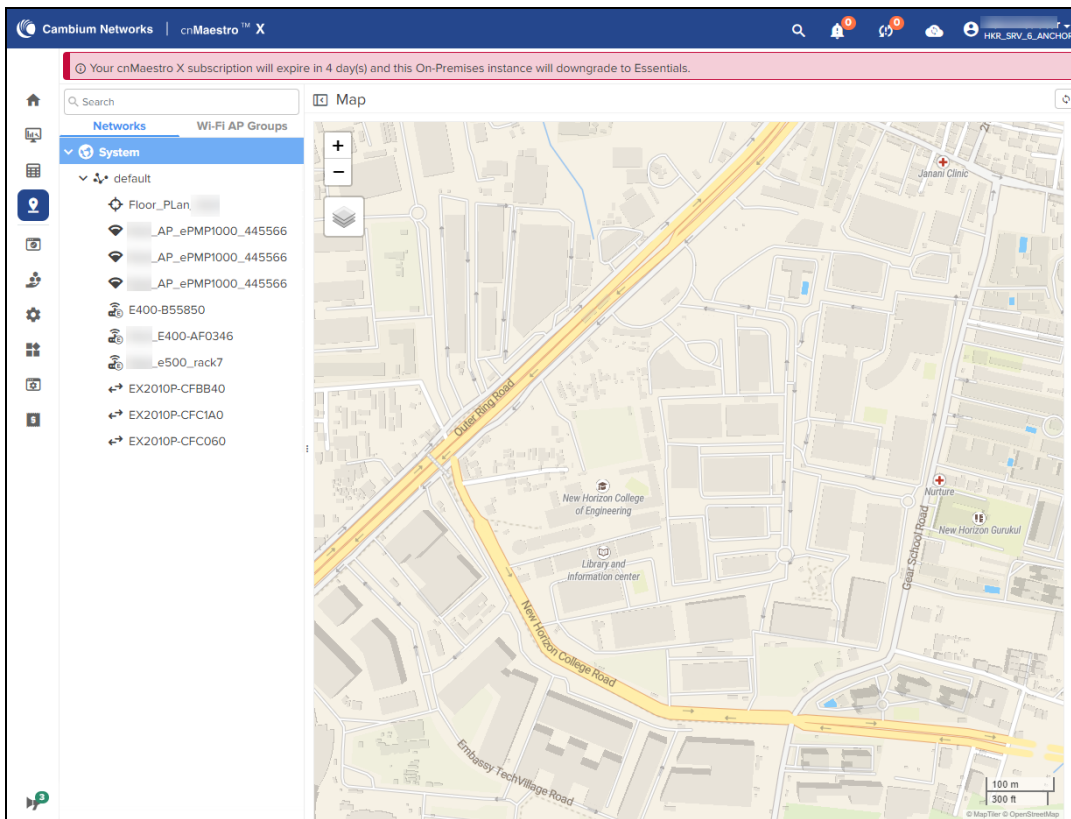 Cambium Networks | cnMaestro™ X
0
0
HKR_SRV_6_ANCHOR
Your cnMaestro X subscription will expire in 4 day(s) and this On-Premises instance will downgrade to Essentials.
Search
Networks
Wi-Fi AP Groups
System
default
Floor_PLan
_AP_ePMP1000_445566
_AP_ePMP1000_445566
_AP_ePMP1000_445566
E400-B55850
_E400-AF0346
_e500_rack7
EX2010P-CFBB40
EX2010P-CFC1A0
EX2010P-CFC060
3
Map
+
−
Janani Clinic
Outer Ring Road
New Horizon College
of Engineering
Library and
information center
Nurture
New Horizon Gurukul
Gear School Road
New Horizon College Road
Embassy TechVillage Road
100 m
300 ft
© MapTiler © OpenStreetMap